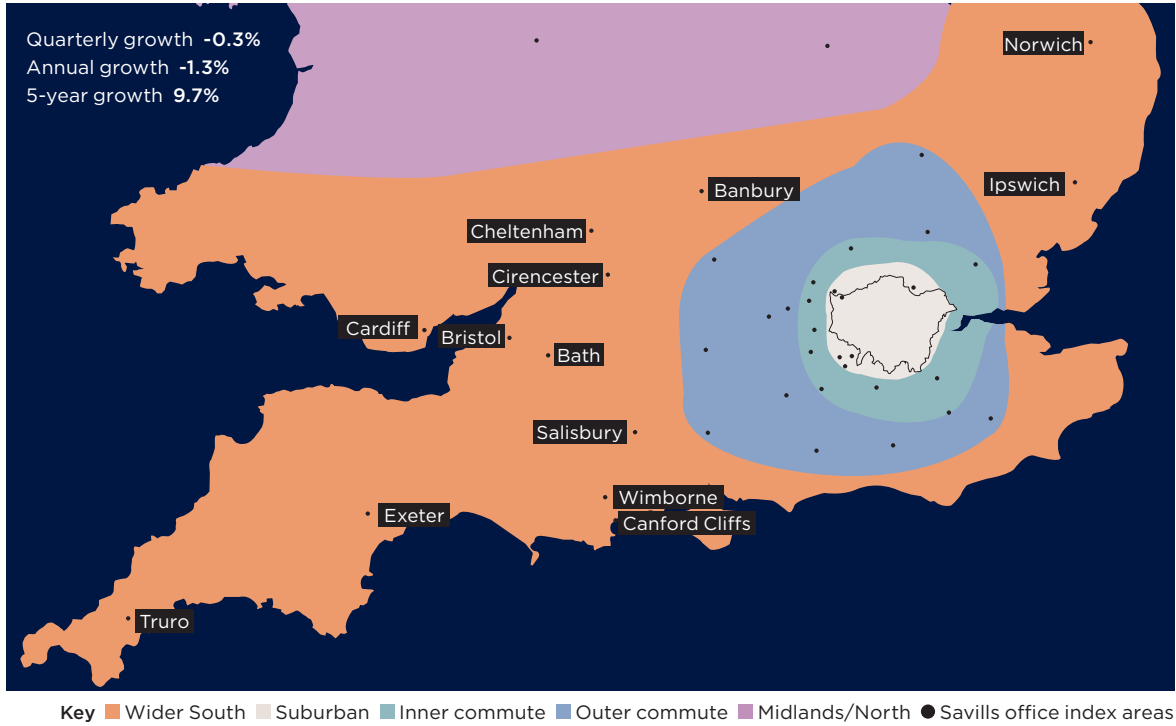 Quarterly growth -0.3%
Annual growth -1.3%
5-year growth 9.7%
Norwich
Banbury
Ipswich
Cheltenham
Cirencester
Cardiff
Bristol
Bath
Salisbury
Wimborne
Exeter
Canford Cliffs
Truro
Key Wider South Suburban Inner commute Outer commute Midlands/North Savills office index areas